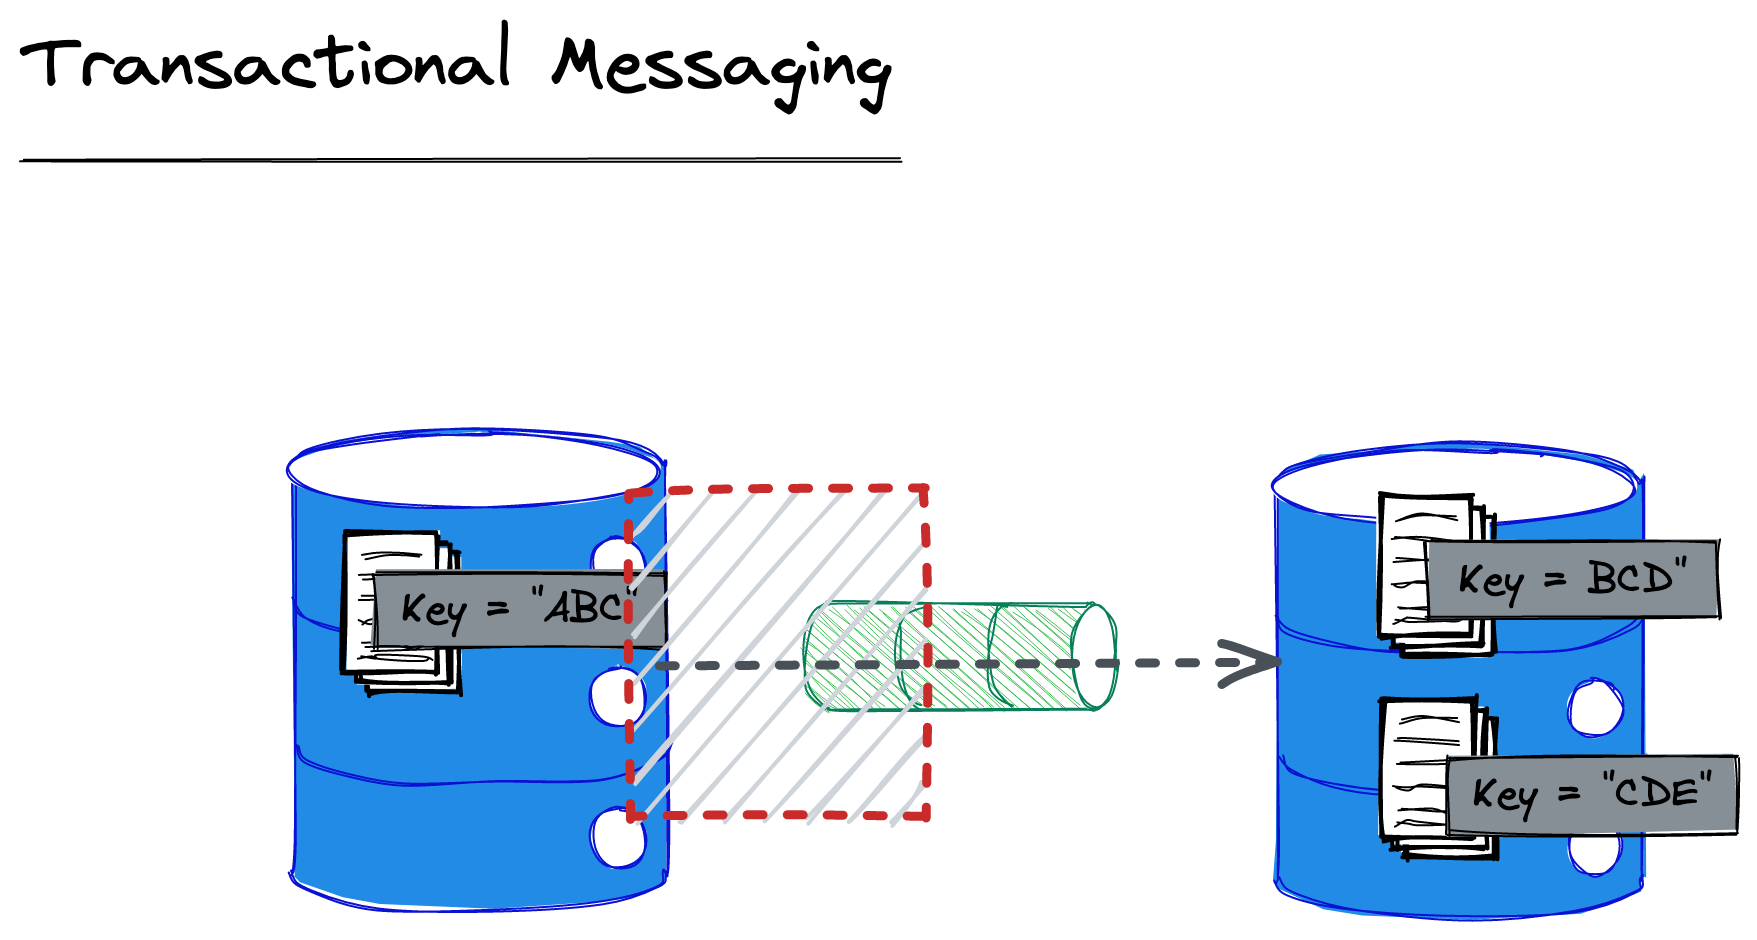 Transactional Messaging
Key = "ABC"
Key = BCD"
Key = "CDE"